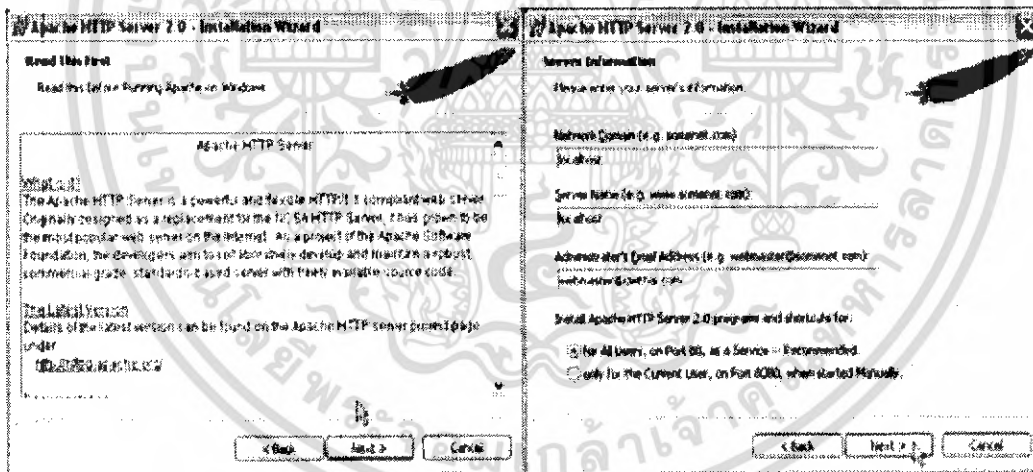 Apache HTTP Server 2.0 - Installation Wizard
Read This First
Read this before Running Apache on Windows.
Apache HTTP Server
What is it?
The Apache HTTP Server is a powerful and flexible HTTP/1.1 compliant web server.
Originally designed as a replacement for the NCSA HTTP Server, it has grown to be
the most popular web server on the Internet. As a project of the Apache Software
Foundation, the developers aim to collaboratively develop and maintain a robust,
commercial-grade, standards-based server with freely available source code.
The Latest Version
Details of the latest version can be found on the Apache HTTP server project page
under
http://httpd.apache.org/
< Back
Next >
Cancel
Apache HTTP Server 2.0 - Installation Wizard
Server Information
Please enter your server's information.
Network Domain (e.g. somenet.com)
localhost
Server Name (e.g. www.somenet.com):
localhost
Administrator's Email Address (e.g. webmaster@somenet.com):
Install Apache HTTP Server 2.0 programs and shortcuts for:
for All Users, on Port 80, as a Service -- Recommended.
only for the Current User, on Port 8080, when started Manually.
< Back
Next >
Cancel